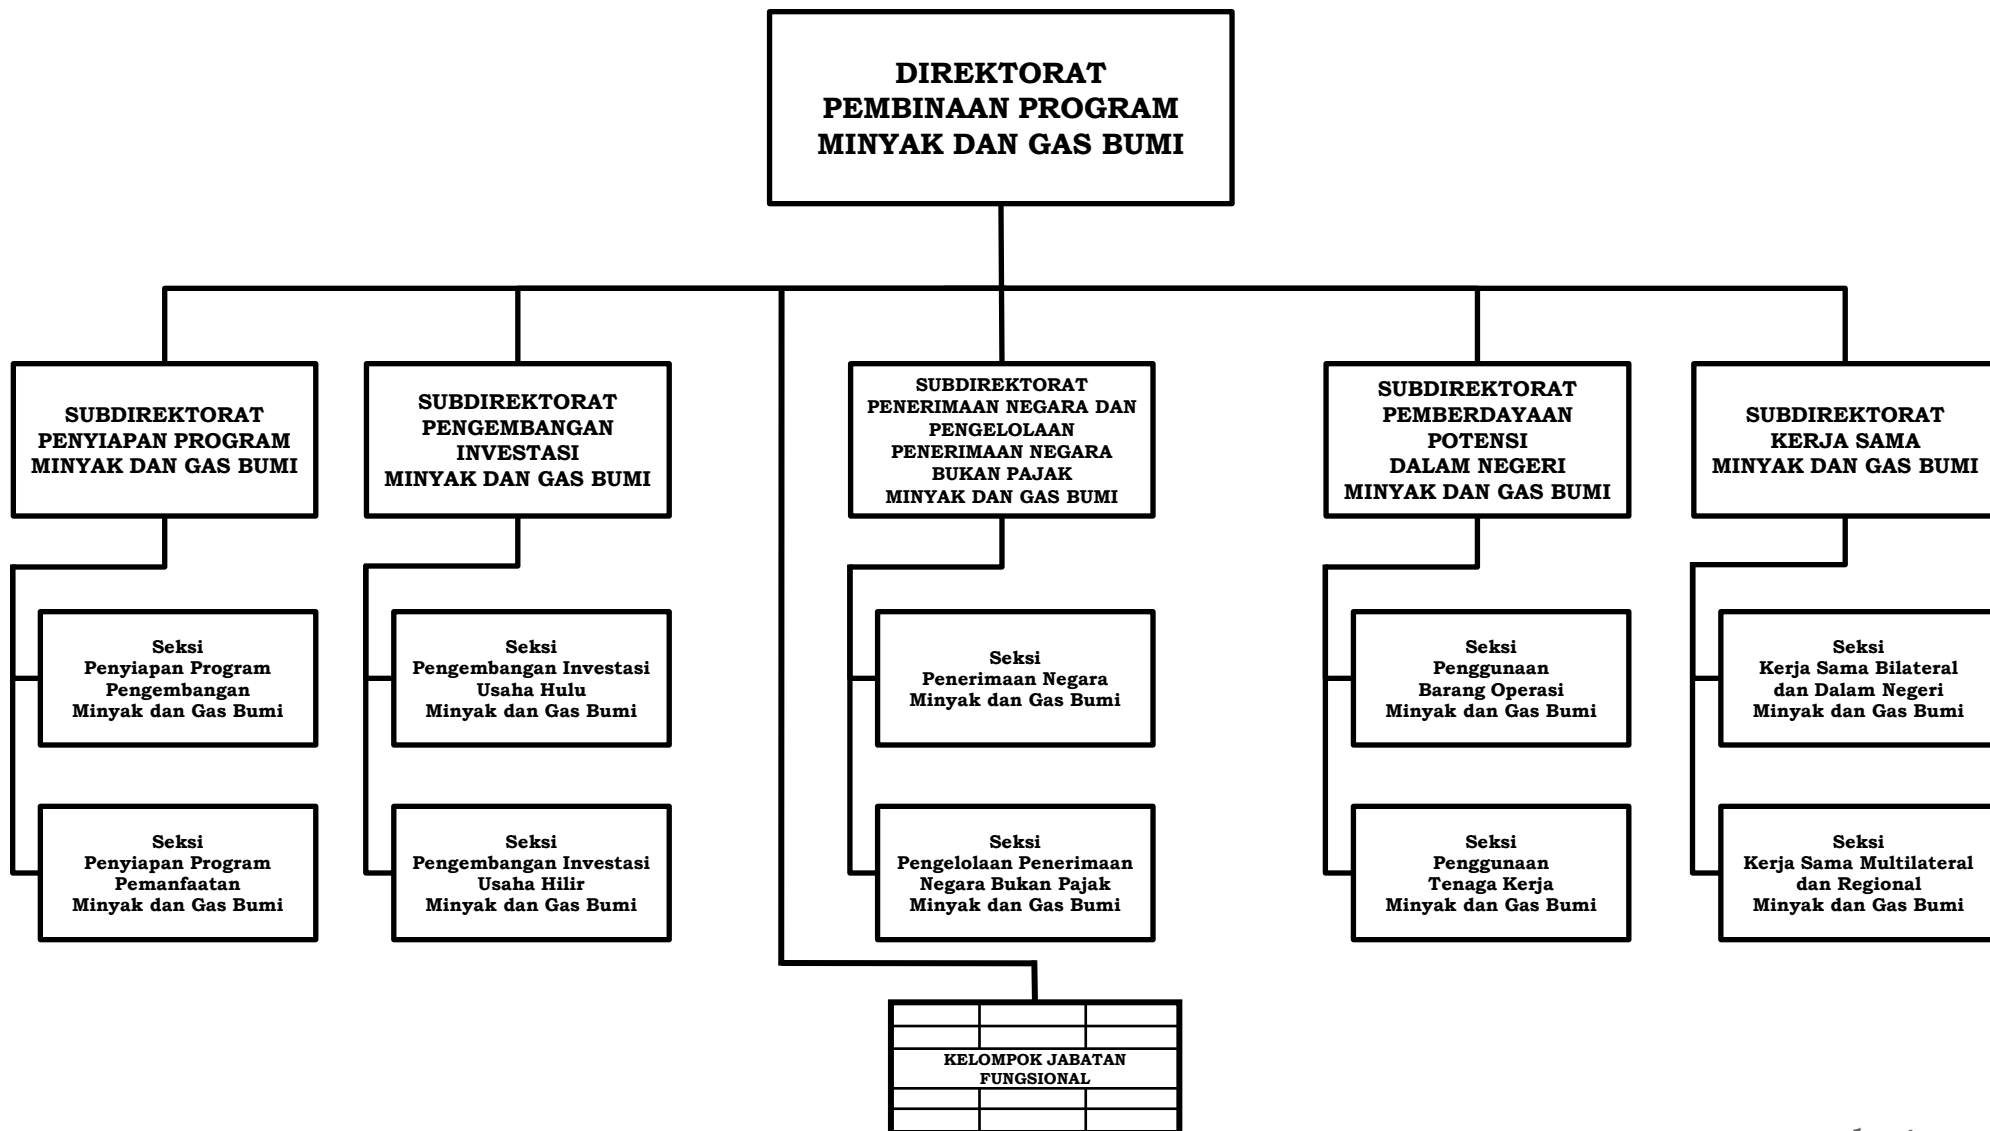 DIREKTORAT
PEMBINAAN PROGRAM
MINYAK DAN GAS BUMI
SUBDIREKTORAT
PENYIAPAN PROGRAM
MINYAK DAN GAS BUMI
SUBDIREKTORAT
PENGEMBANGAN
INVESTASI
MINYAK DAN GAS BUMI
SUBDIREKTORAT
PENERIMAAN NEGARA DAN
PENGELOLAAN
PENERIMAAN NEGARA
BUKAN PAJAK
MINYAK DAN GAS BUMI
SUBDIREKTORAT
PEMBERDAYAAN
POTENSI
DALAM NEGERI
MINYAK DAN GAS BUMI
SUBDIREKTORAT
KERJA SAMA
MINYAK DAN GAS BUMI
Seksi
Penyiapan Program
Pengembangan
Minyak dan Gas Bumi
Seksi
Pengembangan Investasi
Usaha Hulu
Minyak dan Gas Bumi
Seksi
Penerimaan Negara
Minyak dan Gas Bumi
Seksi
Penggunaan
Barang Operasi
Minyak dan Gas Bumi
Seksi
Kerja Sama Bilateral
dan Dalam Negeri
Minyak dan Gas Bumi
Seksi
Penyiapan Program
Pemanfaatan
Minyak dan Gas Bumi
Seksi
Pengembangan Investasi
Usaha Hilir
Minyak dan Gas Bumi
Seksi
Pengelolaan Penerimaan
Negara Bukan Pajak
Minyak dan Gas Bumi
Seksi
Penggunaan
Tenaga Kerja
Minyak dan Gas Bumi
Seksi
Kerja Sama Multilateral
dan Regional
Minyak dan Gas Bumi
KELOMPOK JABATAN
FUNGSIONAL